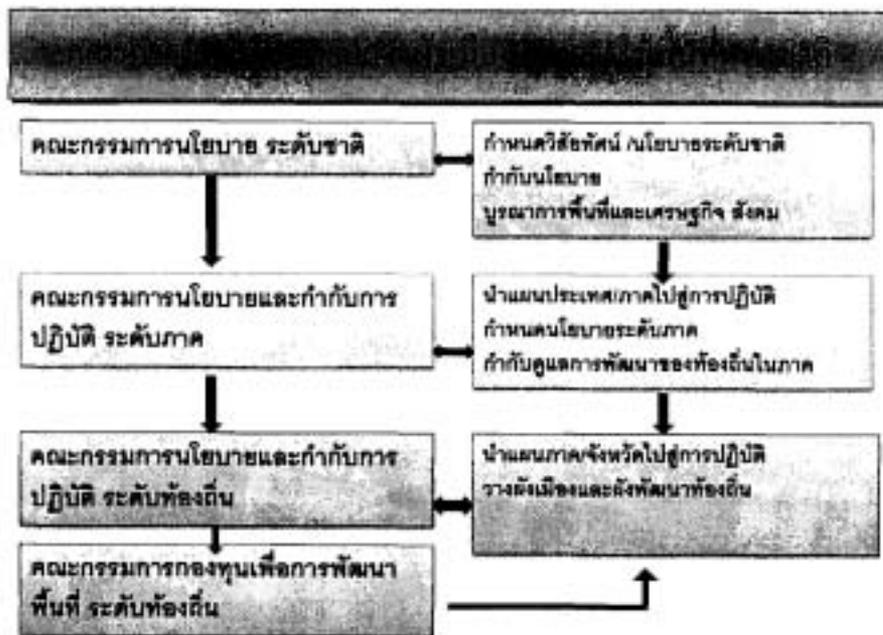 คณะกรรมการนโยบาย ระดับชาติ
กำหนดวิสัยทัศน์ /นโยบายระดับชาติ
กำกับนโยบาย
บูรณาการพื้นที่และเศรษฐกิจ สังคม
คณะกรรมการนโยบายและกำกับการ
ปฏิบัติ ระดับภาค
นำแผนประเทศ/ภาคไปสู่การปฏิบัติ
กำหนดนโยบายระดับภาค
กำกับดูแลการพัฒนาของท้องถิ่นในภาค
คณะกรรมการนโยบายและกำกับการ
ปฏิบัติ ระดับท้องถิ่น
นำแผนภาค/จังหวัดไปสู่การปฏิบัติ
วางผังเมืองและผังพัฒนาท้องถิ่น
คณะกรรมการกองทุนเพื่อการพัฒนา
พื้นที่ ระดับท้องถิ่น